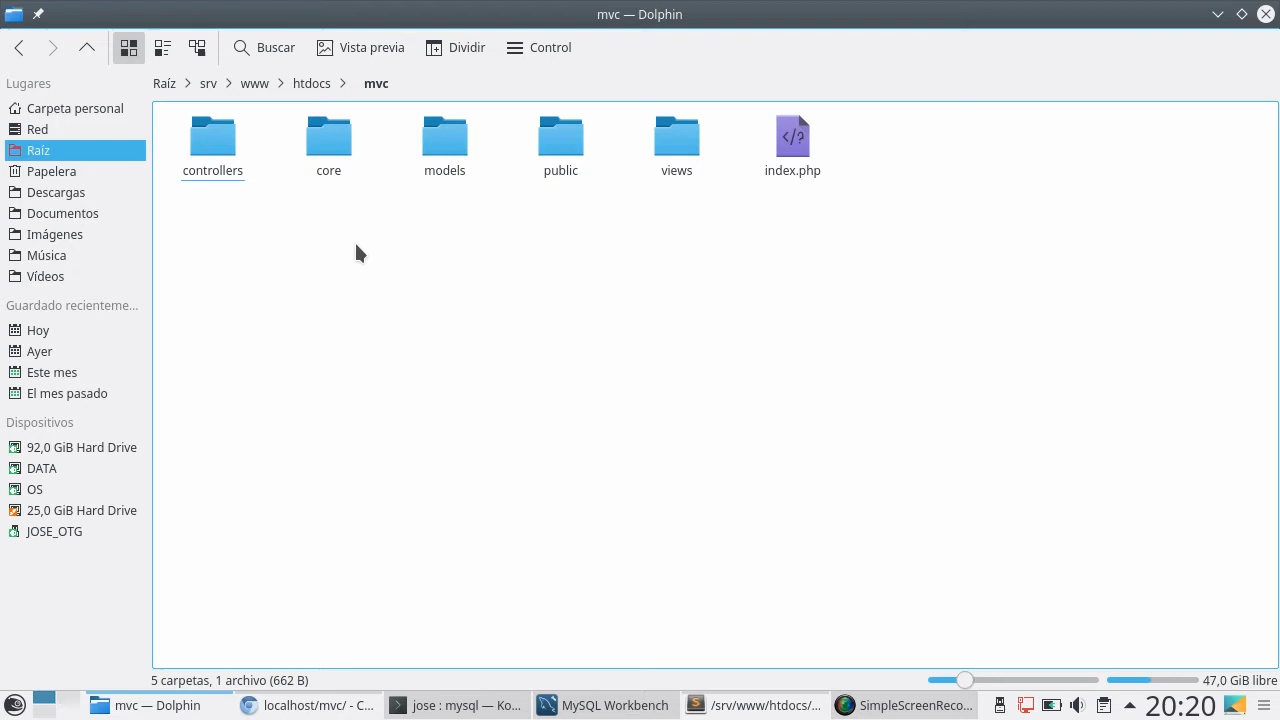 mvc — Dolphin
Buscar
Vista previa
Dividir
Control
Lugares
Raíz
srv
www
htdocs
mvc
Carpeta personal
Red
Raíz
Papelera
Descargas
Documentos
Imágenes
Música
Vídeos
Guardado recienteme...
Hoy
Ayer
Este mes
El mes pasado
Dispositivos
92,0 GiB Hard Drive
DATA
OS
25,0 GiB Hard Drive
JOSE_OTG
controllers
core
models
public
views
</?
index.php
5 carpetas, 1 archivo (662 B)
47,0 GiB libre
mvc — Dolphin
localhost/mvc/ - C...
jose : mysql — Ko...
MySQL Workbench
/srv/www/htdocs/...
SimpleScreenReco...
20:20